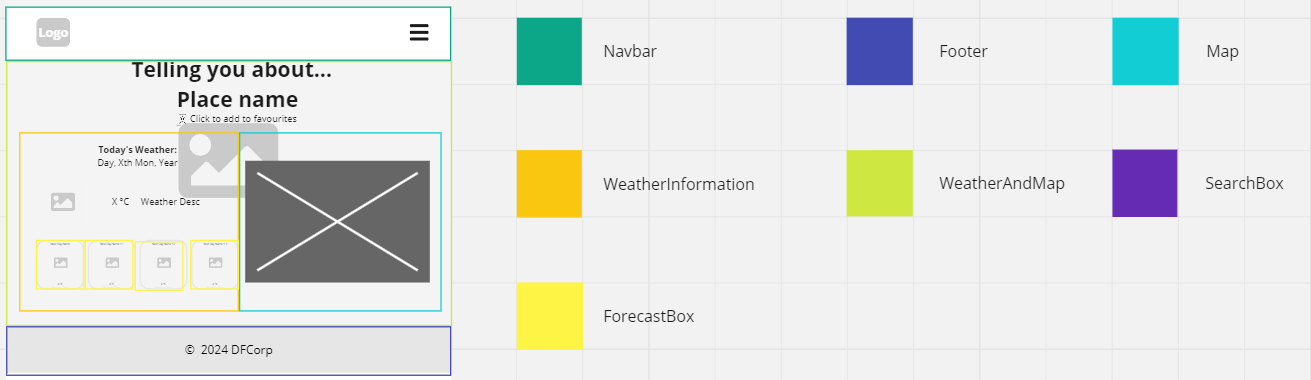 Logo
Telling you about...
Place name
Click to add to favourites
Today's Weather:
Day, Xth Mon, Year
X °C Weather Desc
© 2024 DFCorp
Navbar
Footer
Map
WeatherInformation
WeatherAndMap
SearchBox
ForecastBox